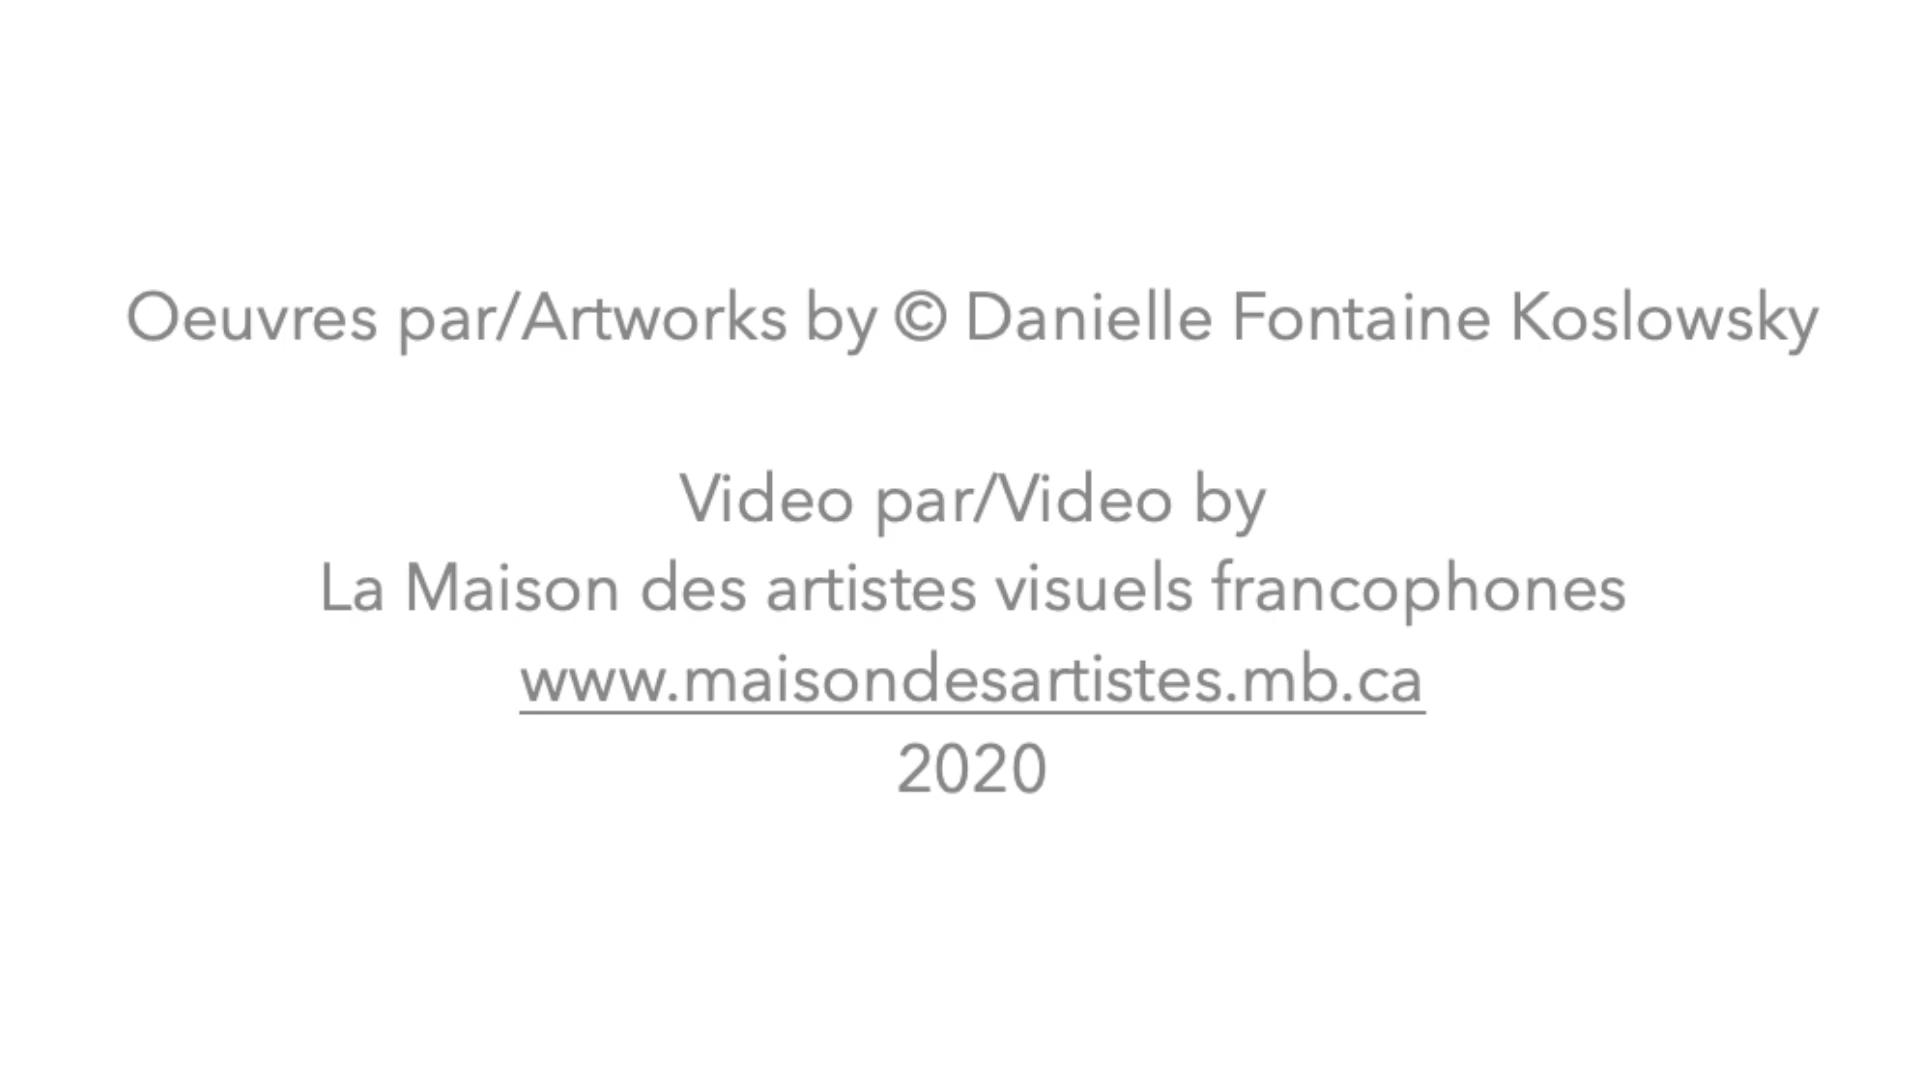 Oeuvres par/Artworks by © Danielle Fontaine Koslowsky
Video par/Video by
La Maison des artistes visuels francophones
www.maisondesartistes.mb.ca
2020